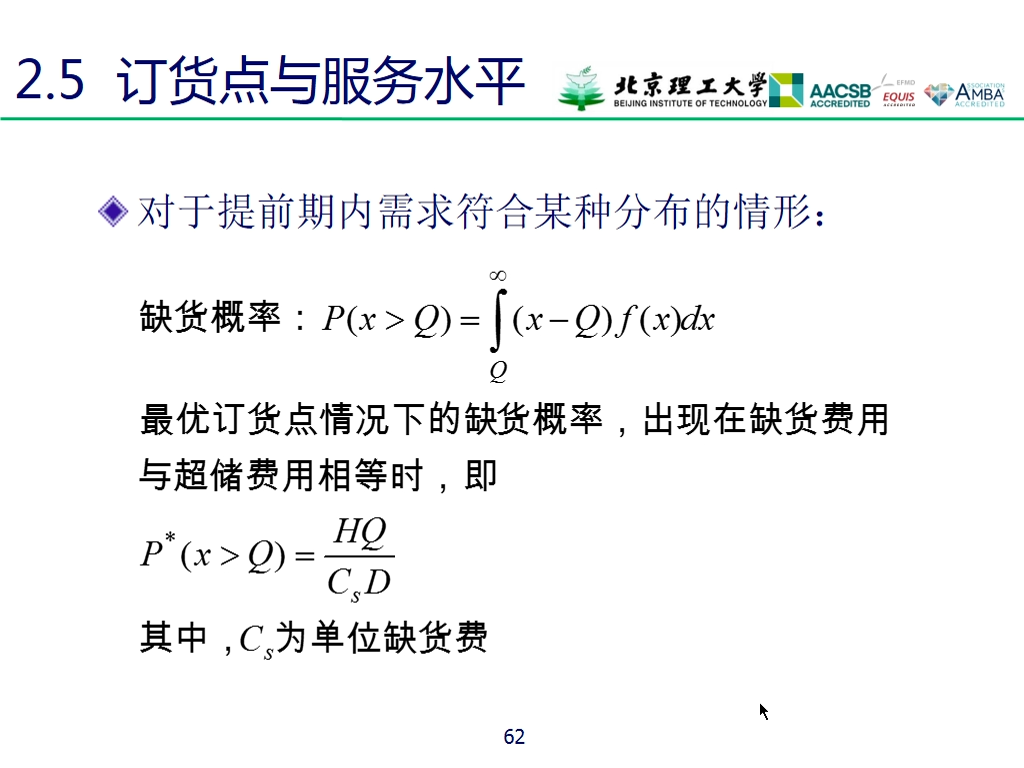 2.5 订货点与服务水平
北京理工大学
BEIJING INSTITUTE OF TECHNOLOGY
AACSB
ACCREDITED
EFMD
EQUIS
ACCREDITED
ASSOCIATION
AMBA
ACCREDITED
对于提前期内需求符合某种分布的情形：
缺货概率：P(x > Q) = ∫_Q^∞ (x − Q) f (x)dx
最优订货点情况下的缺货概率，出现在缺货费用
与超储费用相等时，即
P*(x > Q) = HQ / C_s D
其中，C_s为单位缺货费
62